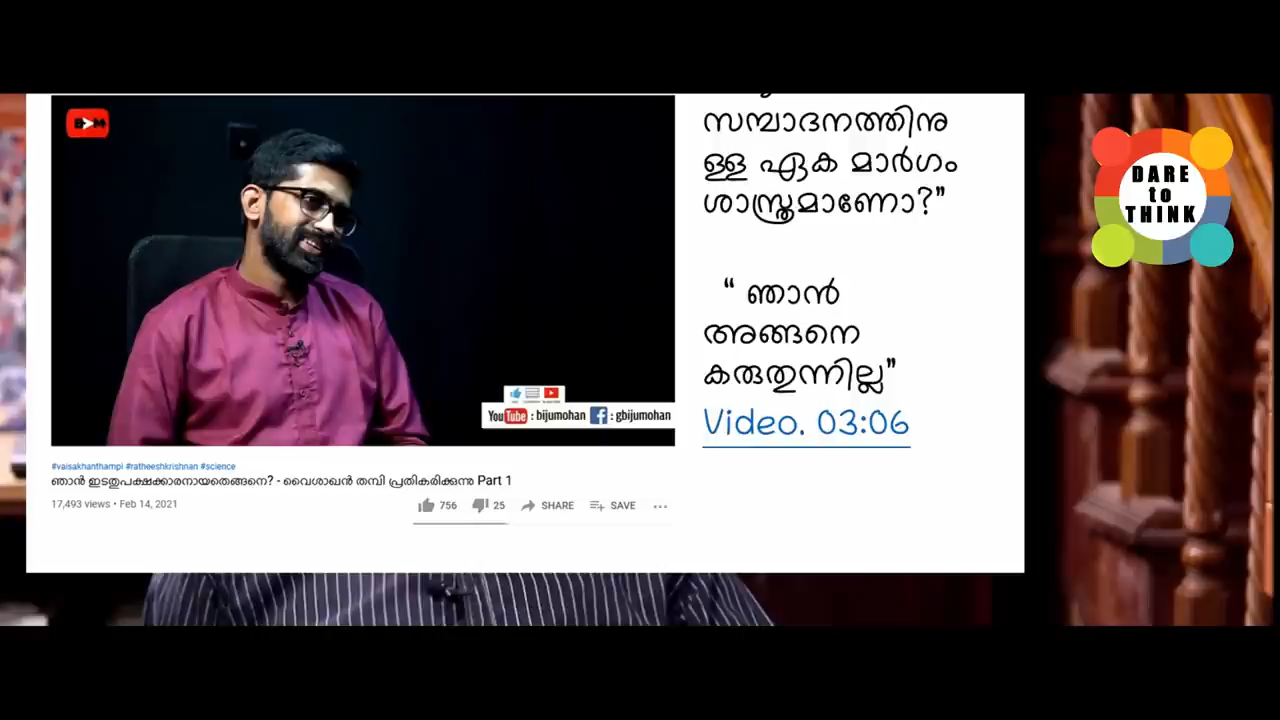 സമ്പാദനത്തിനു
ള്ള ഏക മാർഗം
ശാസ്ത്രമാണോ?"
“ ഞാൻ
അങ്ങനെ
കരുതുന്നില്ല"
Video. 03:06
DARE
to
THINK
YouTube : bijumohan f : gbijumohan
#vaisakhanthampi #ratheeshkrishnan #science
ഞാൻ ഇടതുപക്ഷക്കാരനായതെങ്ങനെ? - വൈശാഖൻ തമ്പി പ്രതികരിക്കുന്നു Part 1
17,493 views • Feb 14, 2021
756 25 SHARE SAVE ...